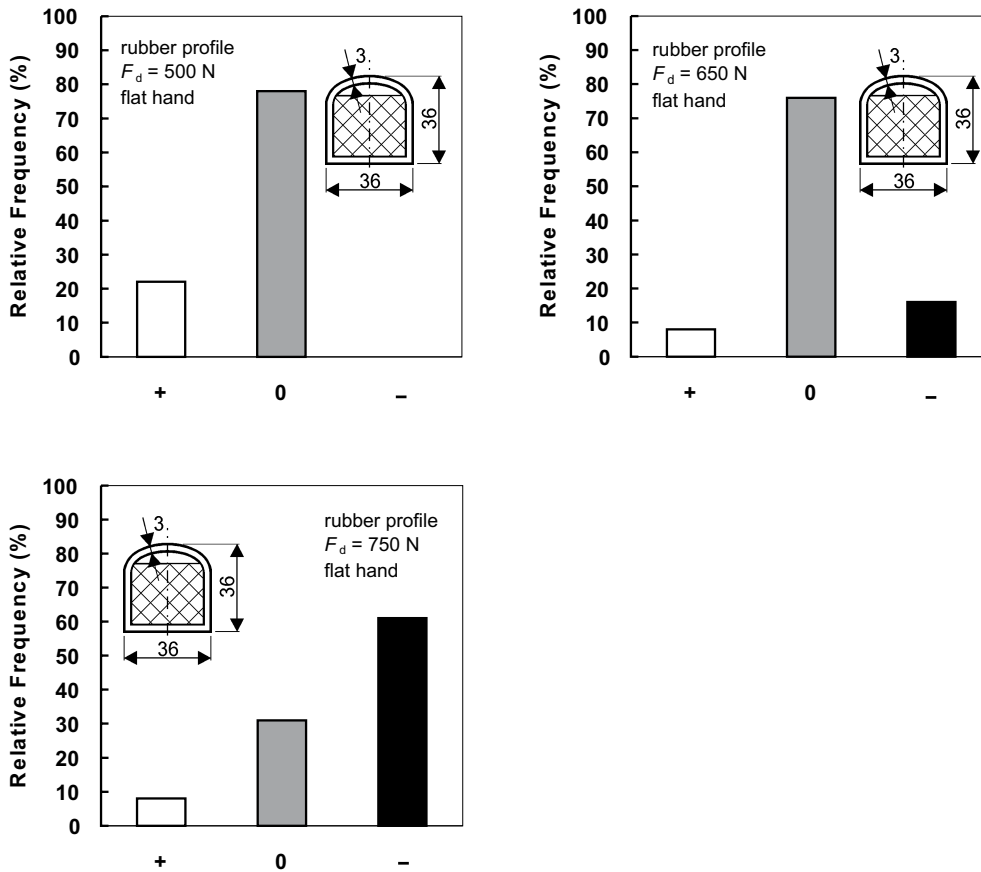 Relative Frequency (%)
100
90
80
70
60
50
40
30
20
10
0
rubber profile
F d = 500 N
flat hand
3
36
36
+ 0 –
Relative Frequency (%)
100
90
80
70
60
50
40
30
20
10
0
rubber profile
F d = 650 N
flat hand
3
36
36
+ 0 –
Relative Frequency (%)
100
90
80
70
60
50
40
30
20
10
0
3
36
36
rubber profile
F d = 750 N
flat hand
+ 0 –